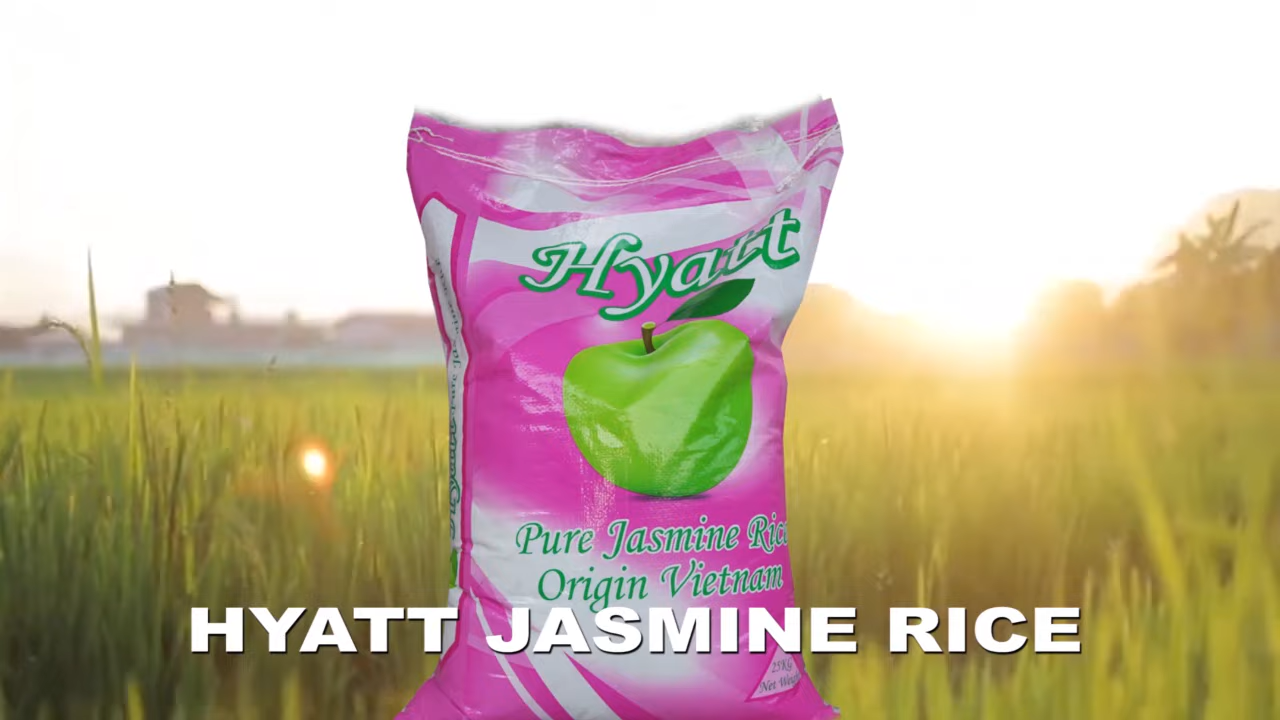 Hyatt
Pure Jasmine Rice
Origin Vietnam
HYATT JASMINE RICE
25KG
Net Weight